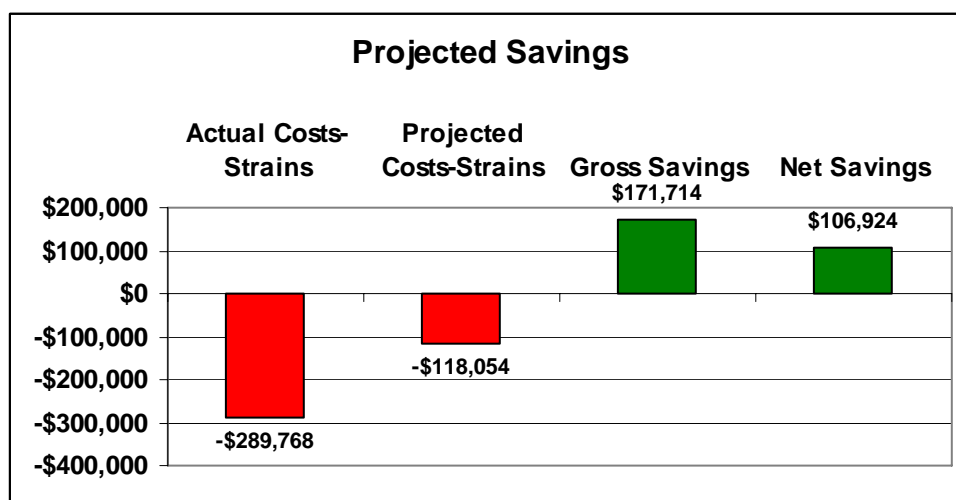 Projected Savings
Actual Costs-
Strains
Projected
Costs-Strains
Gross Savings
Net Savings
$200,000
$100,000
$0
-$100,000
-$200,000
-$300,000
-$400,000
-$289,768
-$118,054
$171,714
$106,924